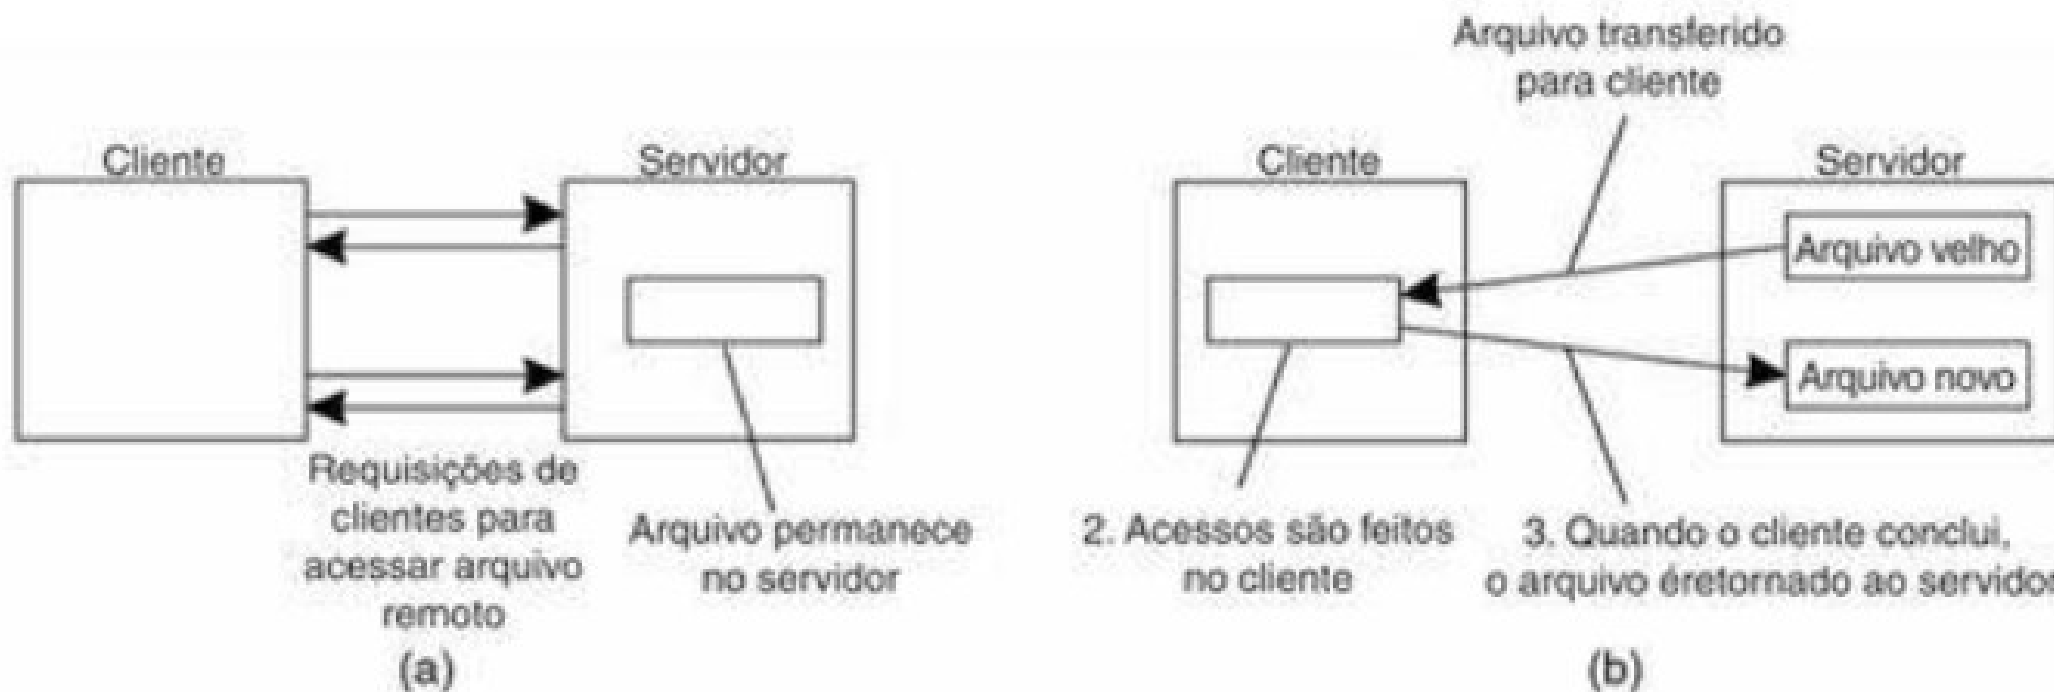 Cliente
Servidor
Requisições de
clientes para
acessar arquivo
remoto
Arquivo permanece
no servidor
(a)
Arquivo transferido
para cliente
Cliente
Servidor
Arquivo velho
Arquivo novo
2. Acessos são feitos
no cliente
3. Quando o cliente conclui,
o arquivo éretornado ao servidor
(b)